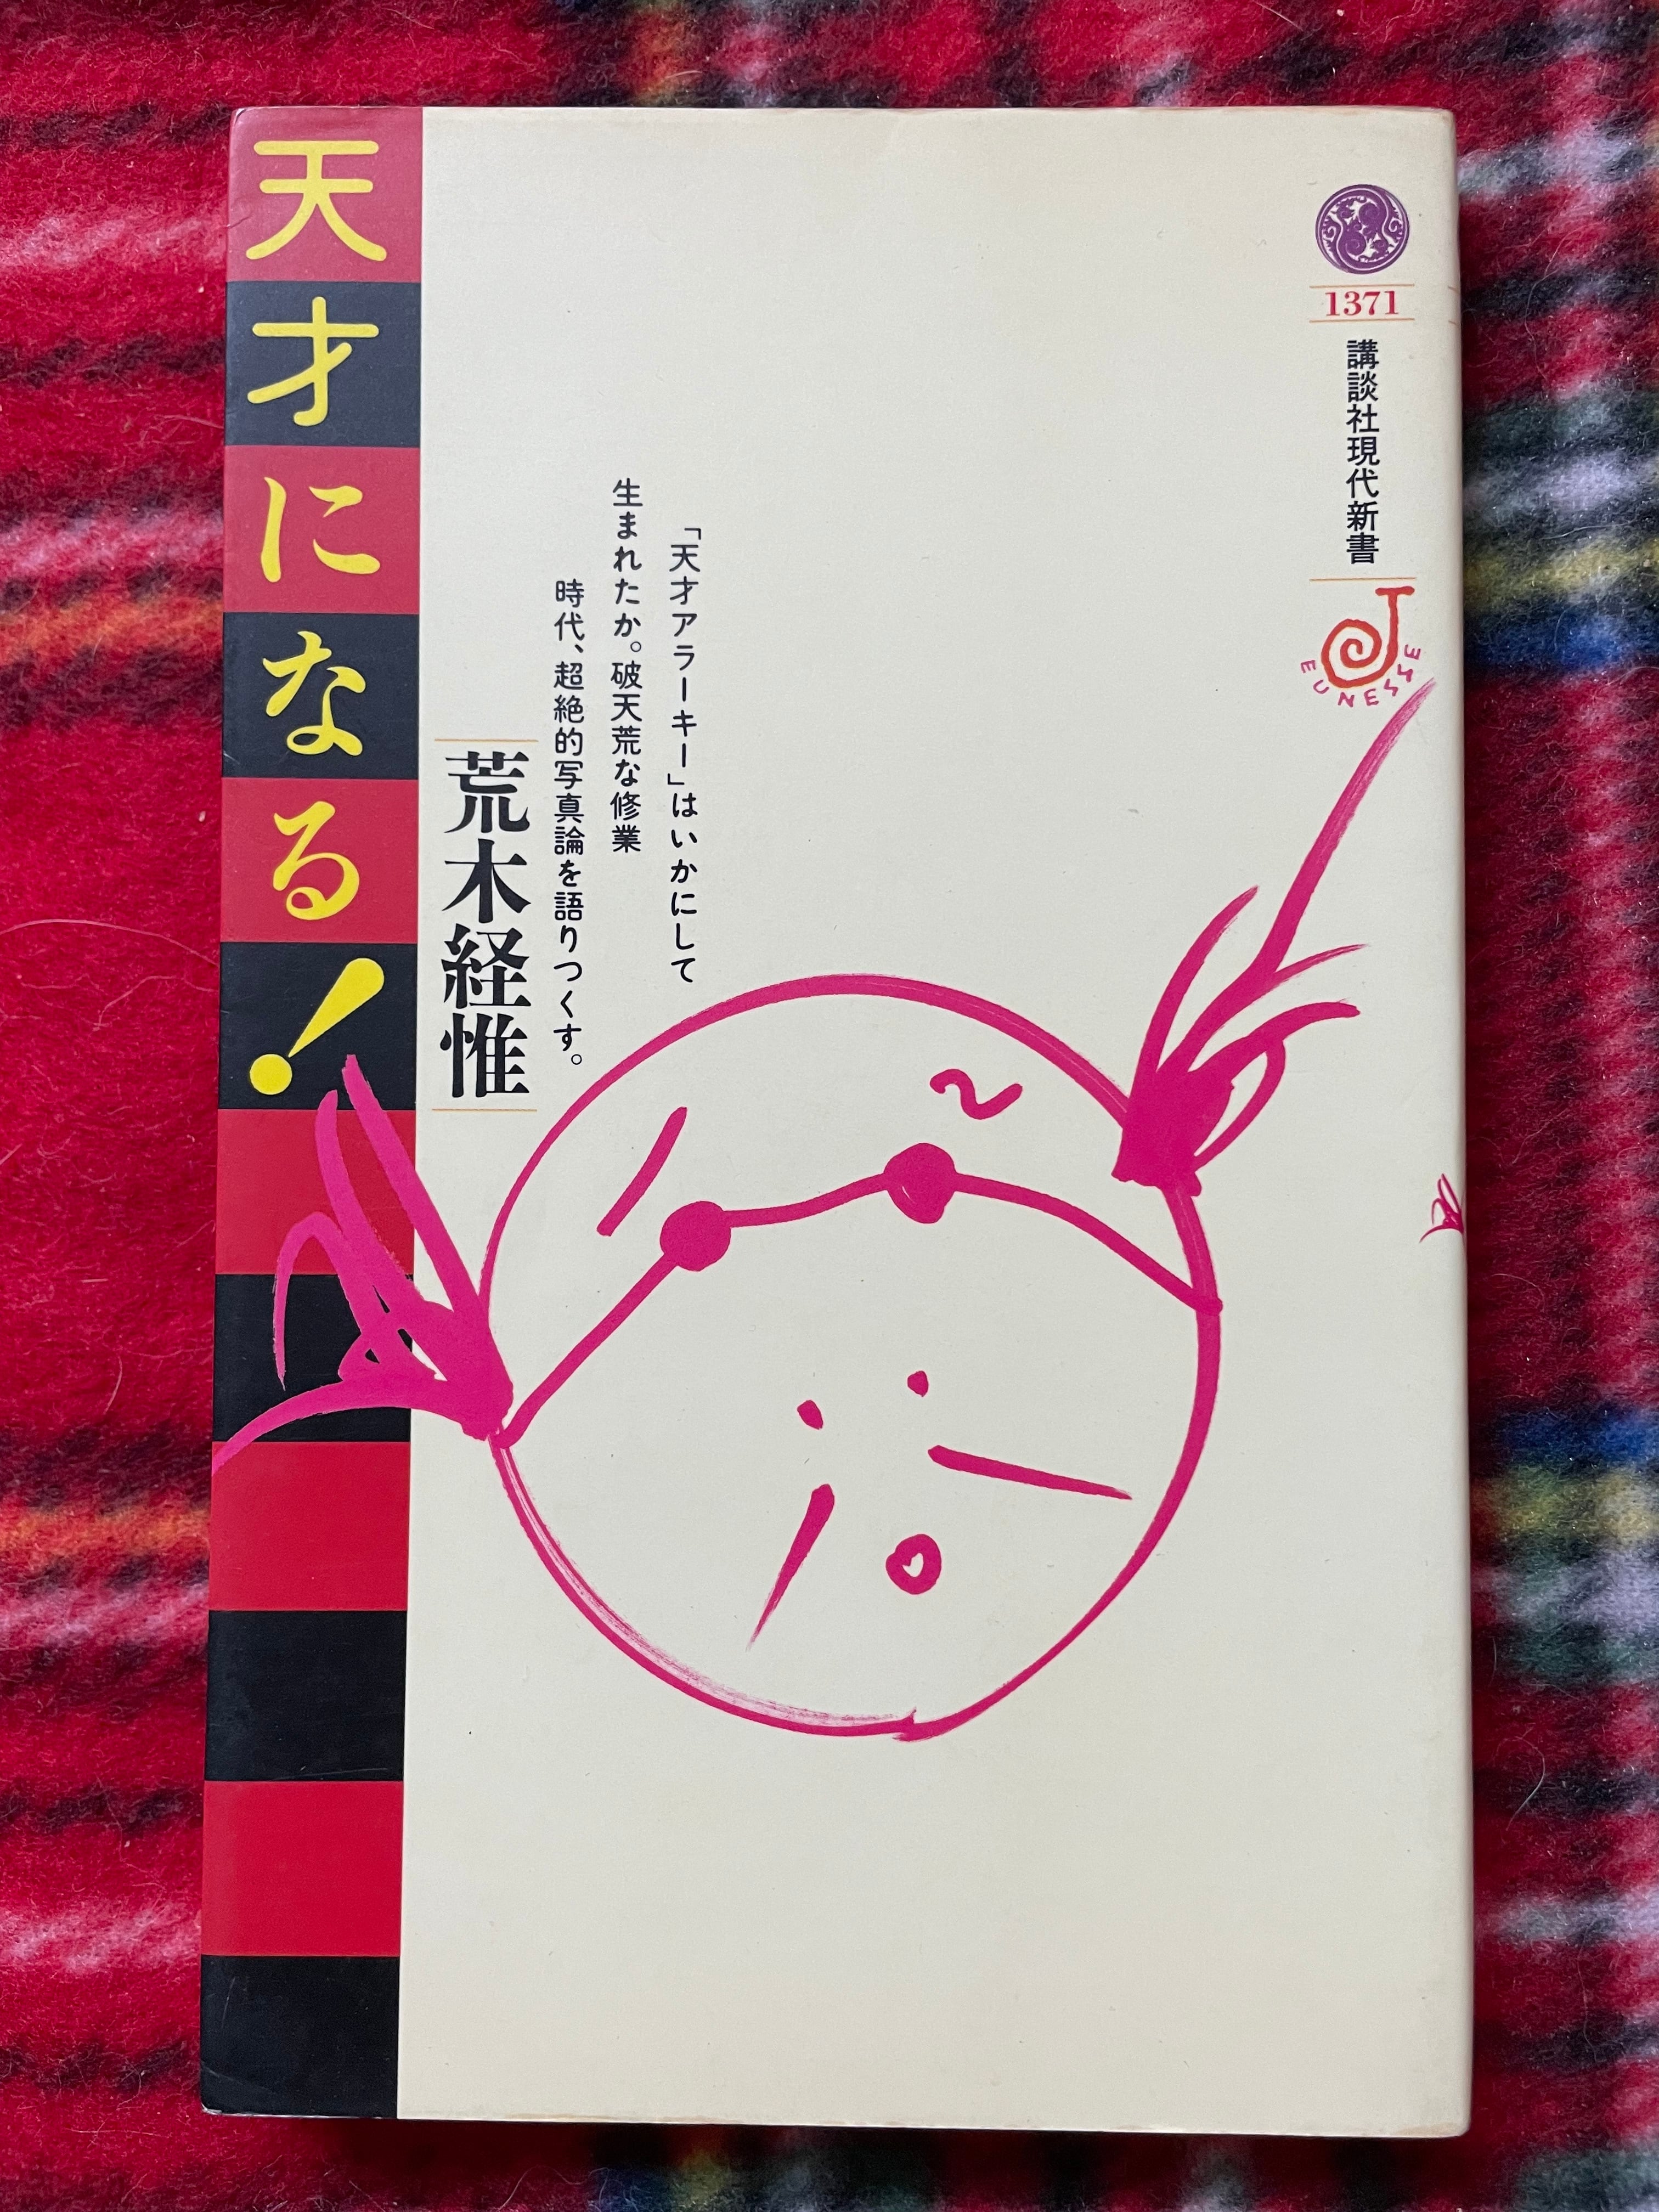 天才になる!
1371
講談社現代新書
JEUNESSE
「天才アラーキー」はいかにして
生まれたか。破天荒な修業
時代、超絶的写真論を語りつくす。
荒木経惟